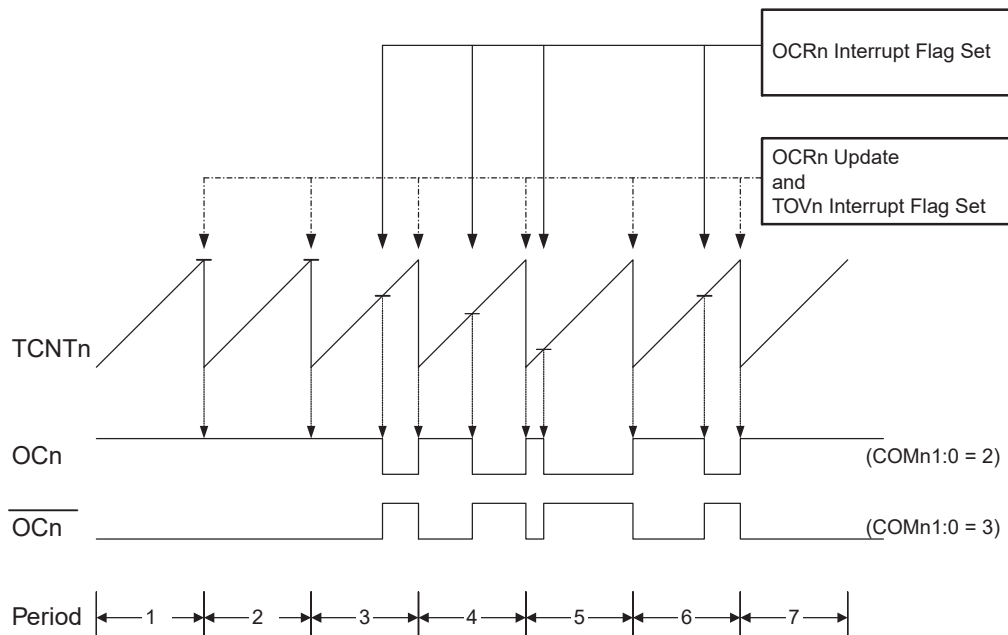 OCRn Interrupt Flag Set
OCRn Update
and
TOVn Interrupt Flag Set
TCNTn
OCn
(COMn1:0 = 2)
OCn
(COMn1:0 = 3)
Period 1 2 3 4 5 6 7